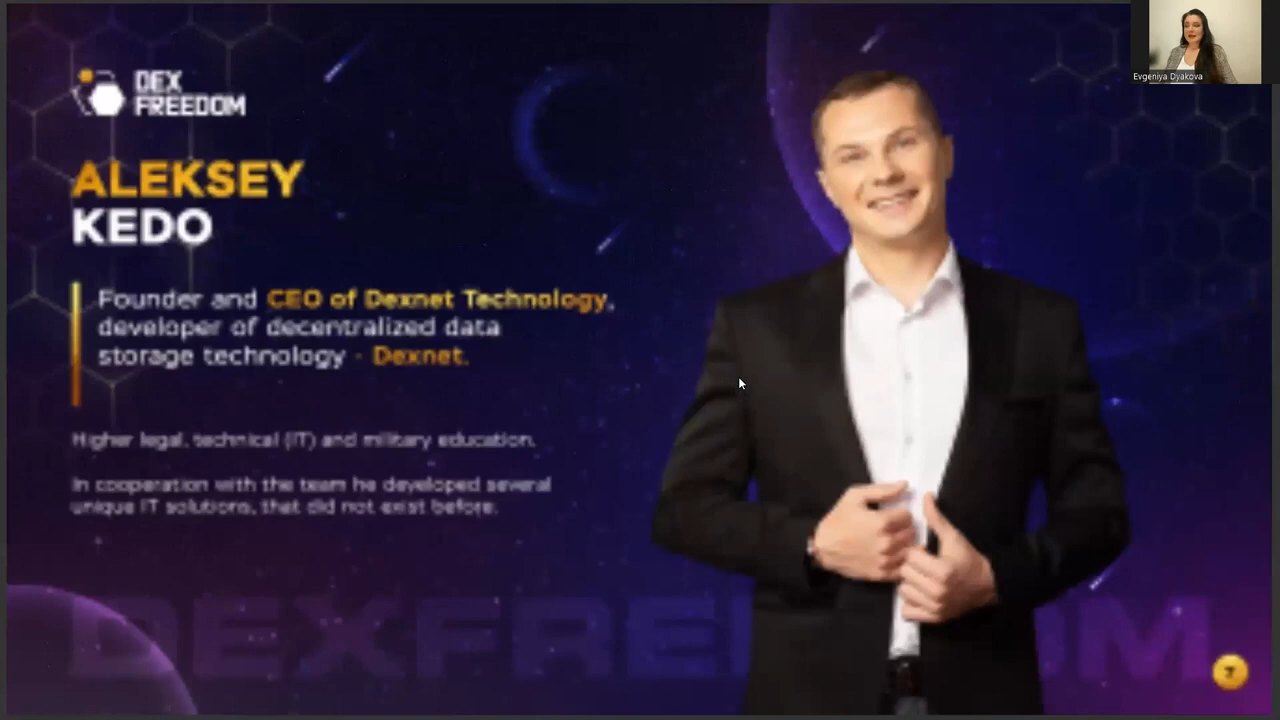 Evgeniya Dyakova
DEX
FREEDOM
ALEKSEY
KEDO
Founder and CEO of Dexnet Technology,
developer of decentralized data
storage technology - Dexnet.
Higher legal, technical (IT) and military education.
In cooperation with the team he developed several
unique IT solutions, that did not exist before.
DEXFREEDOM
7